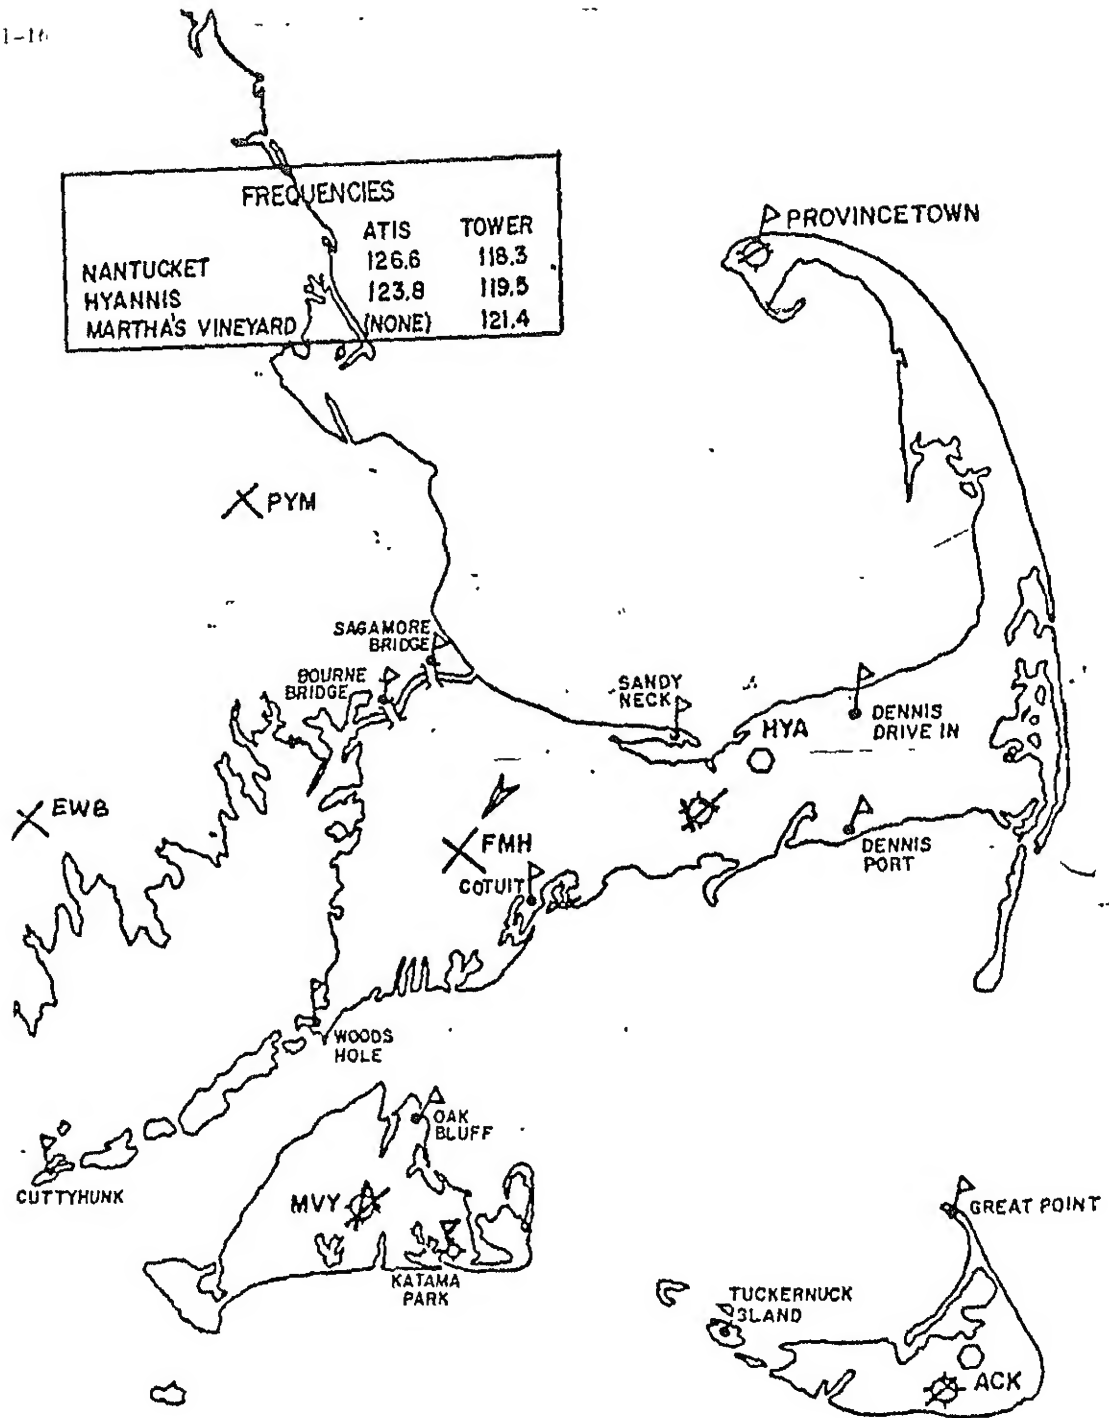 1-16
FREQUENCIES
ATIS TOWER
NANTUCKET 126.6 118.3
HYANNIS 123.8 119.5
MARTHA'S VINEYARD (NONE) 121.4
PROVINCETOWN
PYM
SAGAMORE
BRIDGE
BOURNE
BRIDGE
SANDY
NECK
HYA
DENNIS
DRIVE IN
EWB
FMH
DENNIS
PORT
COTUIT
WOODS
HOLE
OAK
BLUFF
CUTTYHUNK
MVY
GREAT POINT
KATAMA
PARK
TUCKERNUCK
ISLAND
ACK